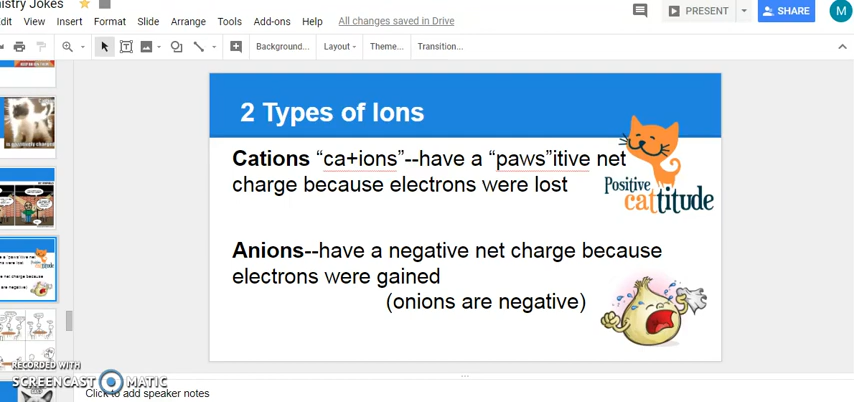 nistry Jokes
dit View Insert Format Slide Arrange Tools Add-ons Help All changes saved in Drive
PRESENT SHARE M
Background... Layout Theme... Transition...
2 Types of Ions
Cations “ca+ions”--have a “paws”itive net
charge because electrons were lost
Positive
cattitude
Anions--have a negative net charge because
electrons were gained
(onions are negative)
RECORDED WITH
SCREENCAST MATIC
Click to add speaker notes